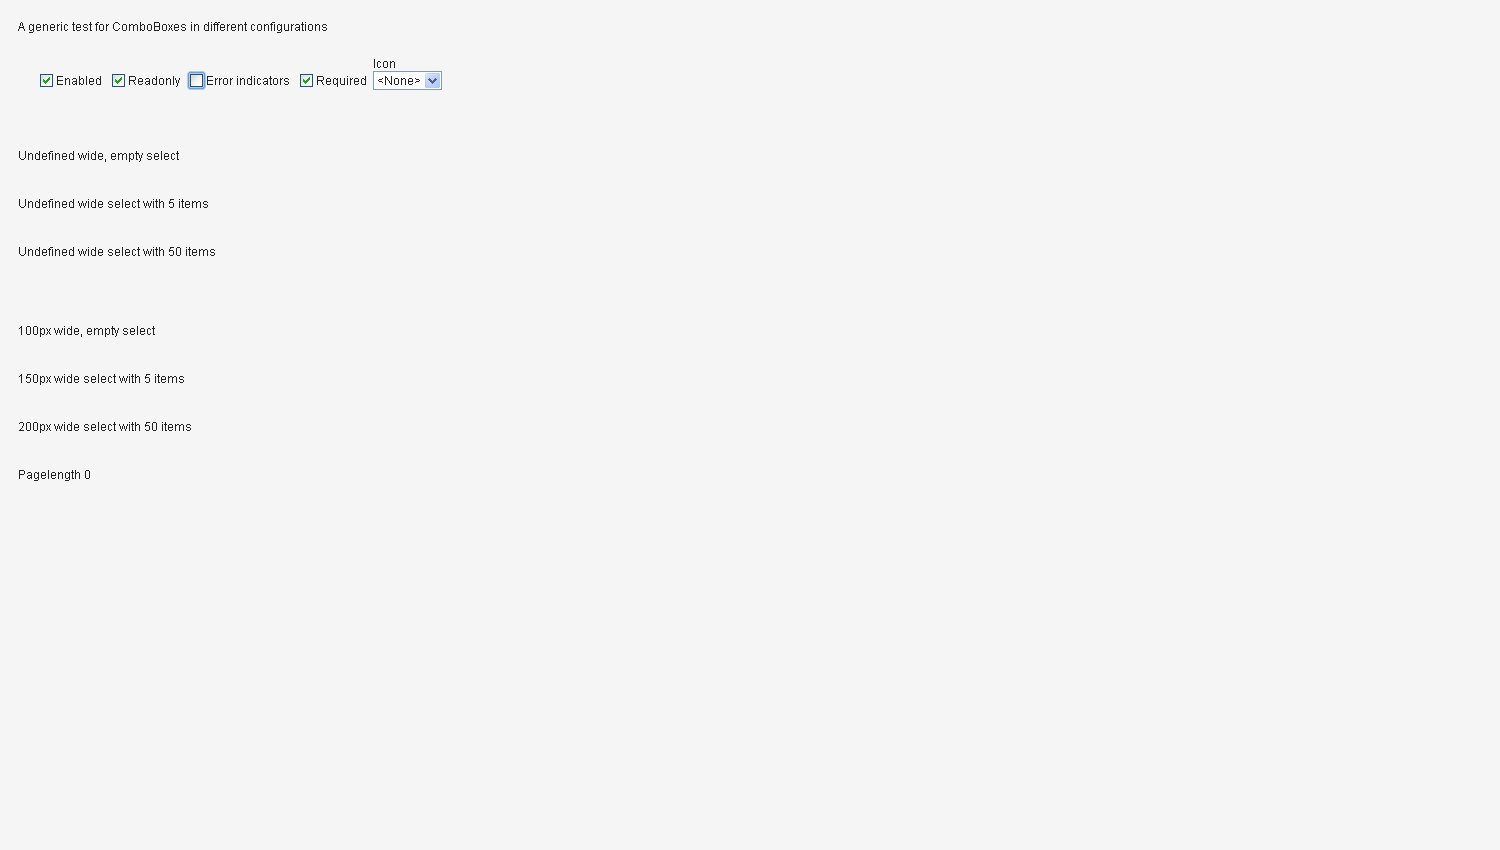 A generic test for ComboBoxes in different configurations
Icon
Enabled Readonly Error indicators Required <None>
Undefined wide, empty select
Undefined wide select with 5 items
Undefined wide select with 50 items
100px wide, empty select
150px wide select with 5 items
200px wide select with 50 items
Pagelength 0